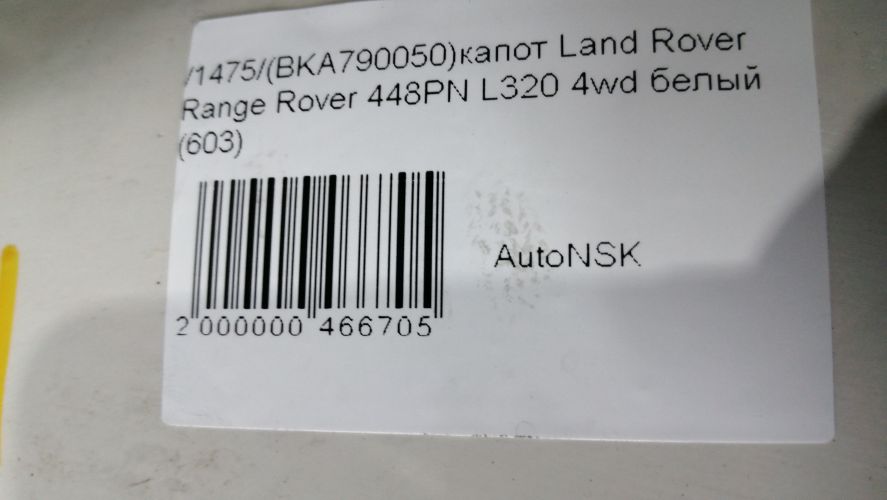 /1475/(BKA790050)капот Land Rover
Range Rover 448PN L320 4wd белый
(603)
AutoNSK
2 000000 466705